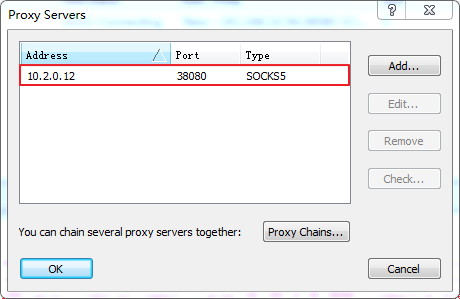 Proxy Servers
Address Port Type
10.2.0.12 38080 SOCKS5
Add...
Edit...
Remove
Check...
You can chain several proxy servers together: Proxy Chains...
OK Cancel